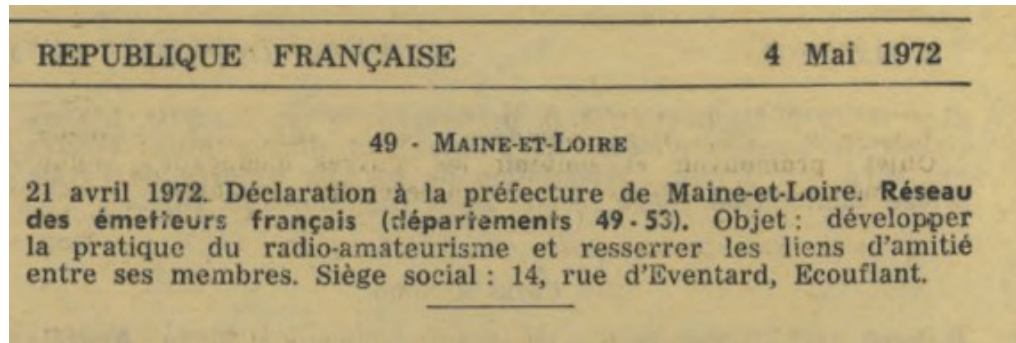 REPUBLIQUE FRANÇAISE 4 Mai 1972
49 - MAINE-ET-LOIRE
21 avril 1972. Déclaration à la préfecture de Maine-et-Loire. Réseau
des émetteurs français (départements 49-53). Objet : développer
la pratique du radio-amateurisme et resserrer les liens d'amitié
entre ses membres. Siège social : 14, rue d'Eventard, Ecouflant.